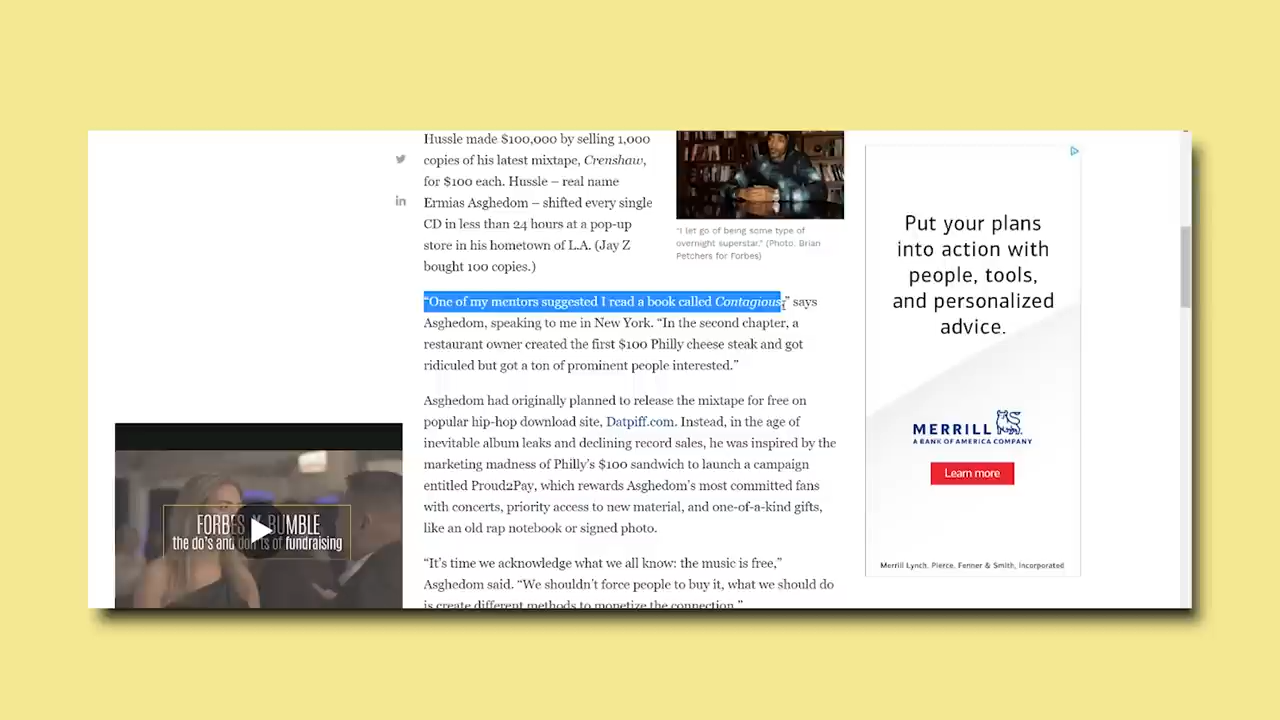 Hussle made $100,000 by selling 1,000
copies of his latest mixtape, Crenshaw,
for $100 each. Hussle – real name
Ermias Asghedom – shifted every single
CD in less than 24 hours at a pop-up
store in his hometown of L.A. (Jay Z
bought 100 copies.)
"I let go of being some type of
overnight superstar." (Photo: Brian
Petchers for Forbes)
“One of my mentors suggested I read a book called Contagious,” says
Asghedom, speaking to me in New York. “In the second chapter, a
restaurant owner created the first $100 Philly cheese steak and got
ridiculed but got a ton of prominent people interested.”
Asghedom had originally planned to release the mixtape for free on
popular hip-hop download site, Datpiff.com. Instead, in the age of
inevitable album leaks and declining record sales, he was inspired by the
marketing madness of Philly’s $100 sandwich to launch a campaign
entitled Proud2Pay, which rewards Asghedom’s most committed fans
with concerts, priority access to new material, and one-of-a-kind gifts,
like an old rap notebook or signed photo.
“It’s time we acknowledge what we all know: the music is free,”
Asghedom said. “We shouldn’t force people to buy it, what we should do
is create different methods to monetize the connection.”
FORBES X BUMBLE
the do's and don'ts of fundraising
Put your plans
into action with
people, tools,
and personalized
advice.
MERRILL
A BANK OF AMERICA COMPANY
Learn more
Merrill Lynch, Pierce, Fenner & Smith, Incorporated